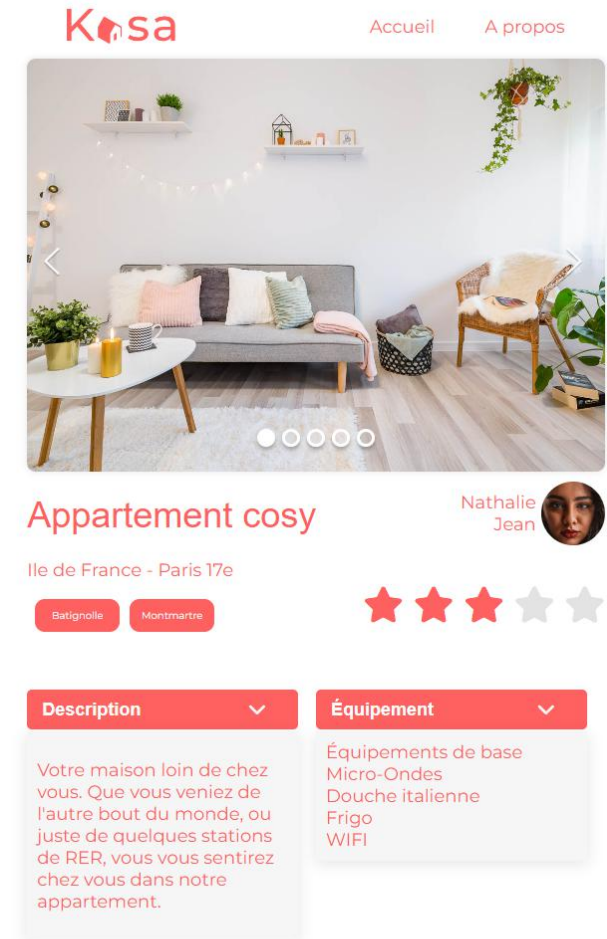 Kasa
Accueil
A propos
Appartement cosy
Nathalie
Jean
Ile de France - Paris 17e
Batignolle
Montmartre
Description
Équipement
Votre maison loin de chez
vous. Que vous veniez de
l'autre bout du monde, ou
juste de quelques stations
de RER, vous vous sentirez
chez vous dans notre
appartement.
Équipements de base
Micro-Ondes
Douche italienne
Frigo
WIFI